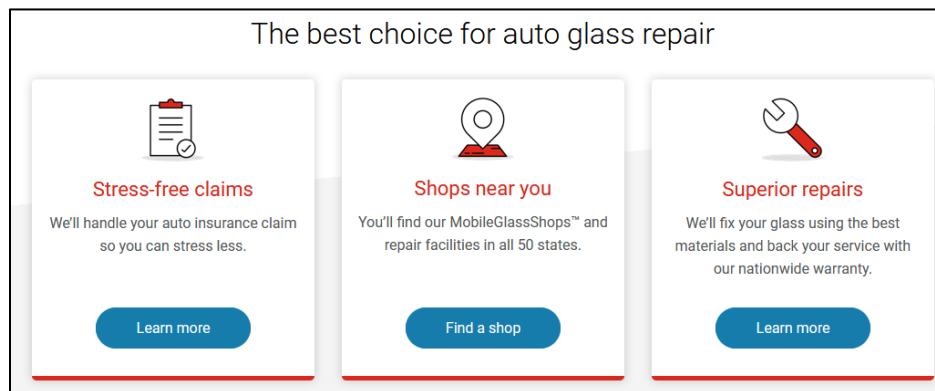 The best choice for auto glass repair
Stress-free claims
We'll handle your auto insurance claim
so you can stress less.
Learn more
Shops near you
You'll find our MobileGlassShops™ and
repair facilities in all 50 states.
Find a shop
Superior repairs
We'll fix your glass using the best
materials and back your service with
our nationwide warranty.
Learn more